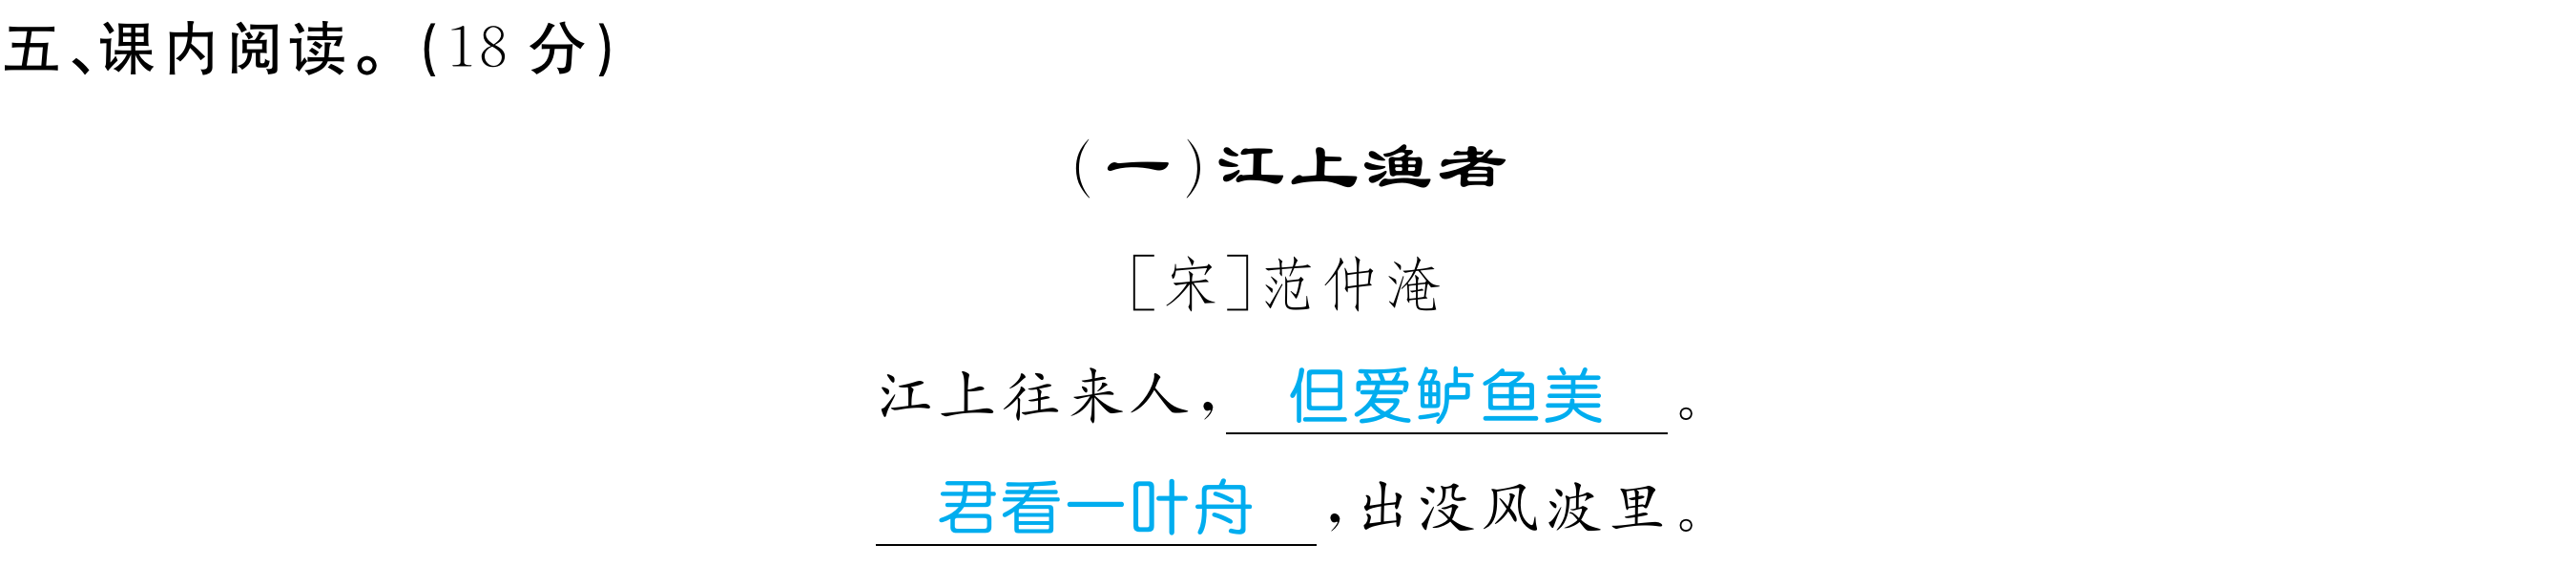 五、课内阅读。(18 分)
(一)江上渔者
[宋]范仲淹
江上往来人，但爱鲈鱼美。
君看一叶舟，出没风波里。